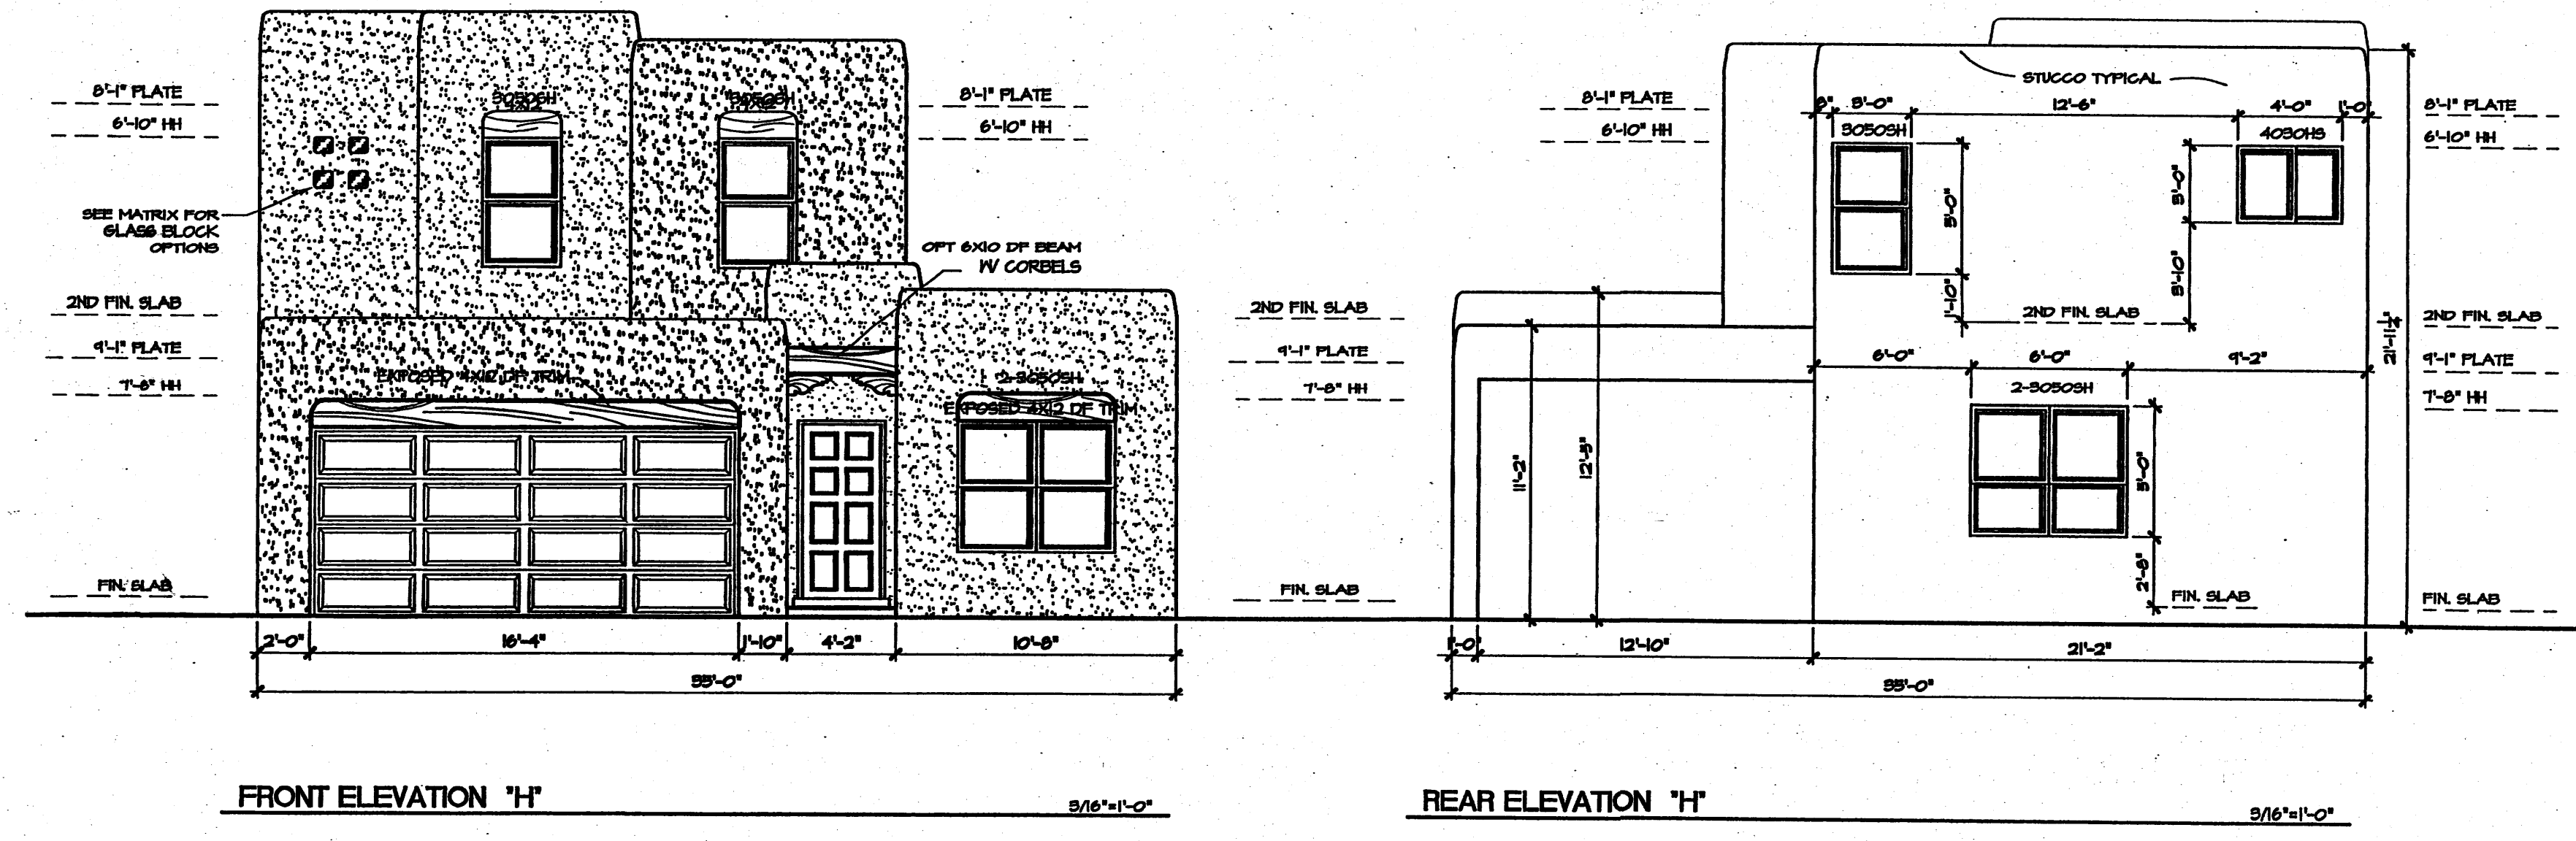 8'-1" PLATE
6'-10" HH
SEE MATRIX FOR
GLASS BLOCK
OPTIONS
2ND FIN. SLAB
9'-1" PLATE
7'-8" HH
FIN. SLAB
3050SH
4X12
3050SH
4X12
EXPOSED 4X12 DF TRIM
8'-1" PLATE
6'-10" HH
OPT 6X10 DF BEAM
W/ CORBELS
2-3050SH
EXPOSED 4X12 DF TRIM
2ND FIN. SLAB
9'-1" PLATE
7'-8" HH
FIN. SLAB
2'-0" 16'-4" 1'-10" 4'-2" 10'-8"
35'-0"
FRONT ELEVATION "H" 3/16"=1'-0"
8'-1" PLATE
6'-10" HH
STUCCO TYPICAL
8" 3'-0" 12'-6" 4'-0" 1'-0"
3050SH 4030HS
5'-0"
1'-10"
3'-0"
3'-10"
2ND FIN. SLAB
6'-0" 6'-0" 9'-2"
2-3050SH
5'-0"
2'-8"
FIN. SLAB
11'-2"
12'-5"
8'-1" PLATE
6'-10" HH
2ND FIN. SLAB
9'-1" PLATE
7'-8" HH
FIN. SLAB
1'-0 12'-10" 21'-2"
35'-0"
REAR ELEVATION "H" 3/16"=1'-0"